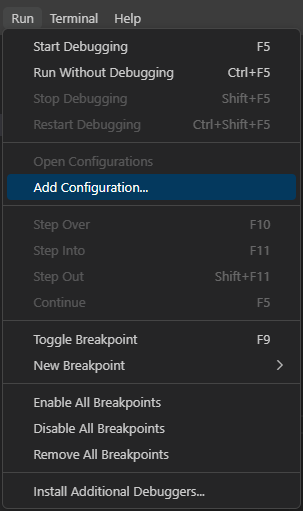 Run Terminal Help
Start Debugging F5
Run Without Debugging Ctrl+F5
Stop Debugging Shift+F5
Restart Debugging Ctrl+Shift+F5
Open Configurations
Add Configuration...
Step Over F10
Step Into F11
Step Out Shift+F11
Continue F5
Toggle Breakpoint F9
New Breakpoint
Enable All Breakpoints
Disable All Breakpoints
Remove All Breakpoints
Install Additional Debuggers...